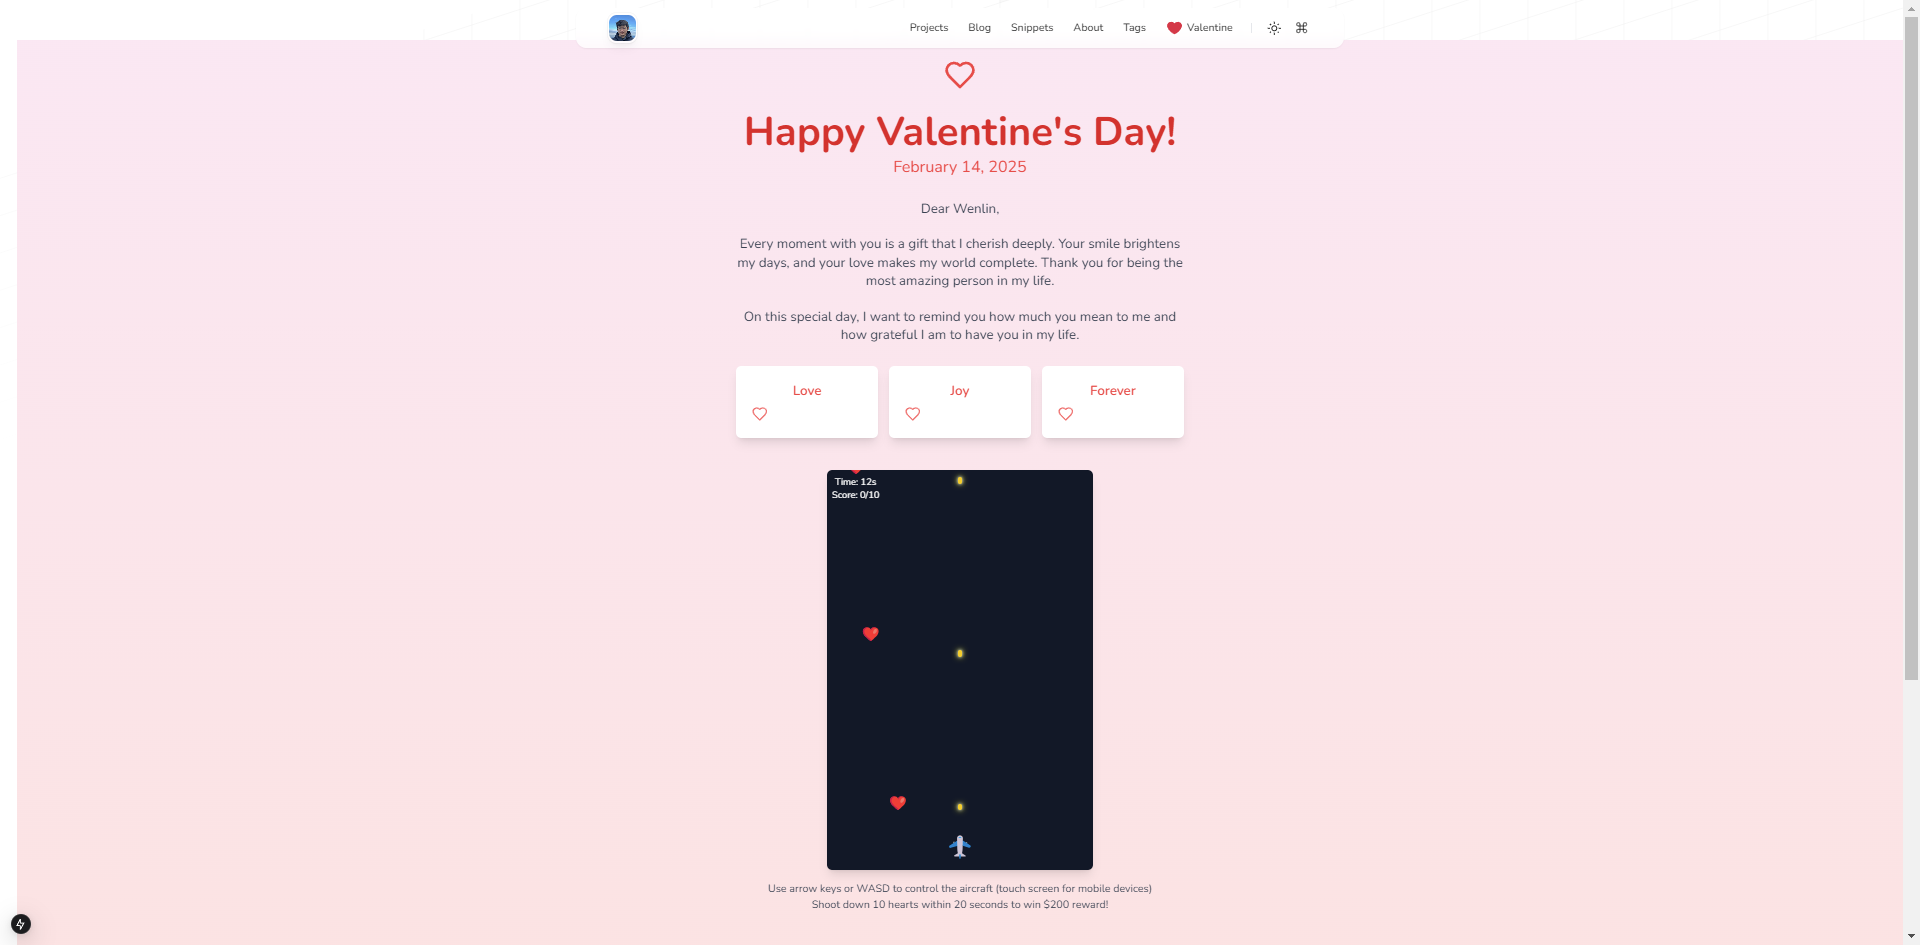 Projects Blog Snippets About Tags Valentine
Happy Valentine's Day!
February 14, 2025
Dear Wenlin,
Every moment with you is a gift that I cherish deeply. Your smile brightens
my days, and your love makes my world complete. Thank you for being the
most amazing person in my life.
On this special day, I want to remind you how much you mean to me and
how grateful I am to have you in my life.
Love Joy Forever
Time: 12s
Score: 0/10
Use arrow keys or WASD to control the aircraft (touch screen for mobile devices)
Shoot down 10 hearts within 20 seconds to win $200 reward!